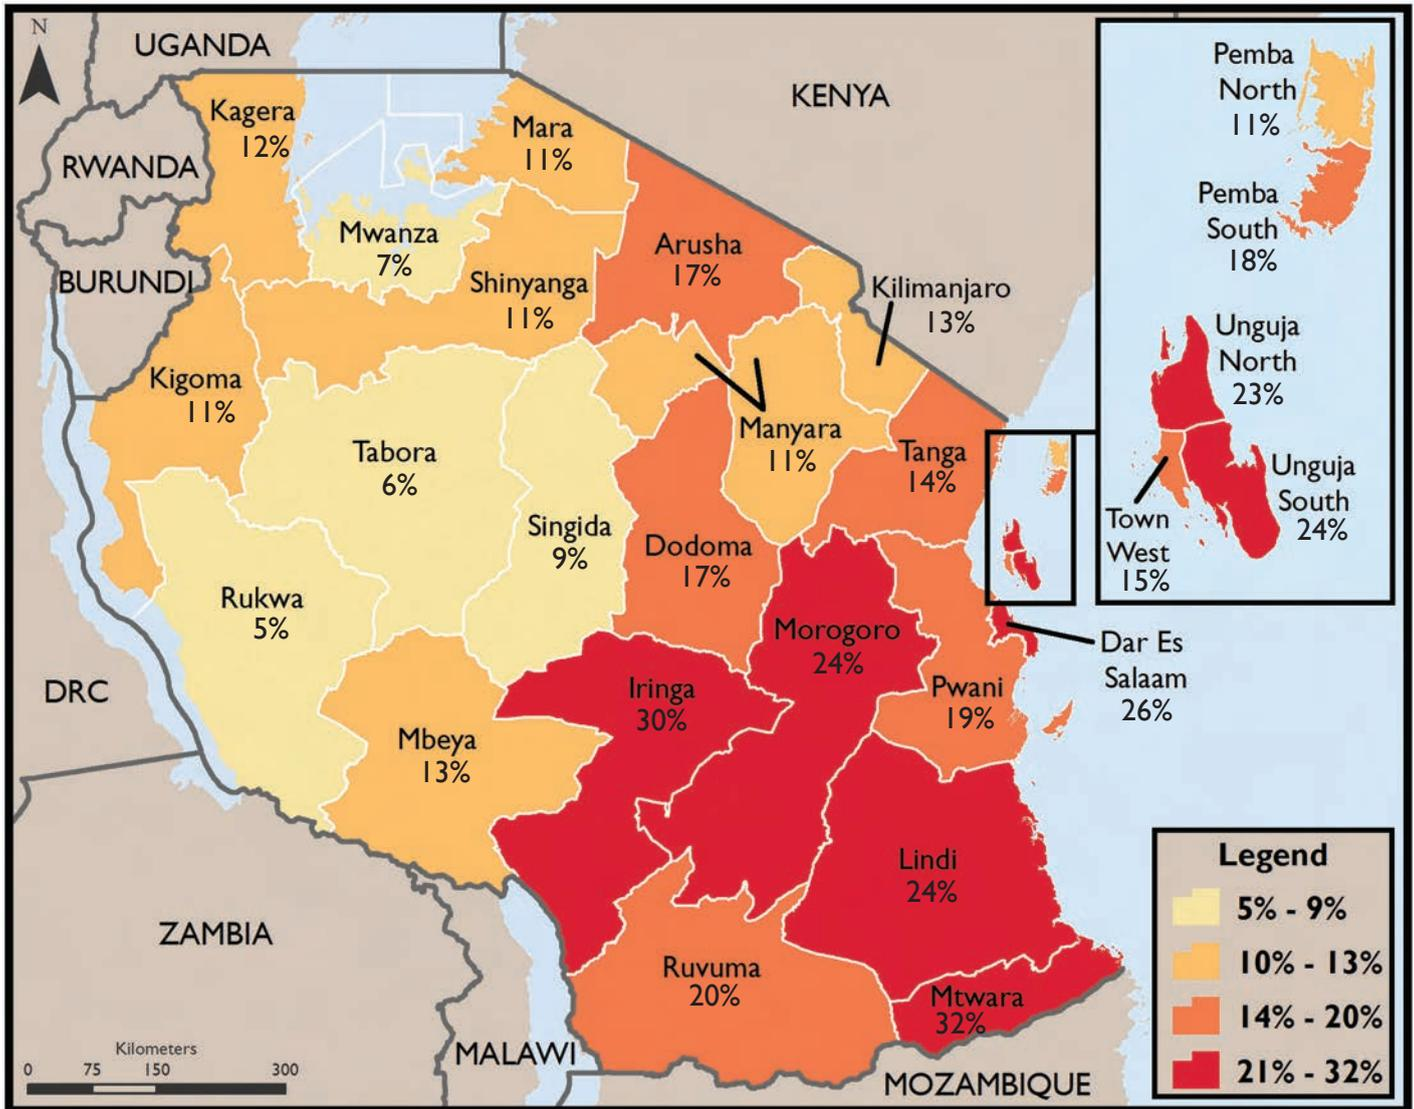 N
UGANDA
KENYA
RWANDA
BURUNDI
DRC
ZAMBIA
MALAWI
MOZAMBIQUE
Kagera
12%
Mara
11%
Mwanza
7%
Shinyanga
11%
Arusha
17%
Kilimanjaro
13%
Kigoma
11%
Tabora
6%
Singida
9%
Manyara
11%
Tanga
14%
Dodoma
17%
Rukwa
5%
Morogoro
24%
Iringa
30%
Pwani
19%
Dar Es
Salaam
26%
Mbeya
13%
Lindi
24%
Ruvuma
20%
Mtwara
32%
Pemba
North
11%
Pemba
South
18%
Unguja
North
23%
Unguja
South
24%
Town
West
15%
Legend
5% - 9%
10% - 13%
14% - 20%
21% - 32%
Kilometers
0 75 150 300